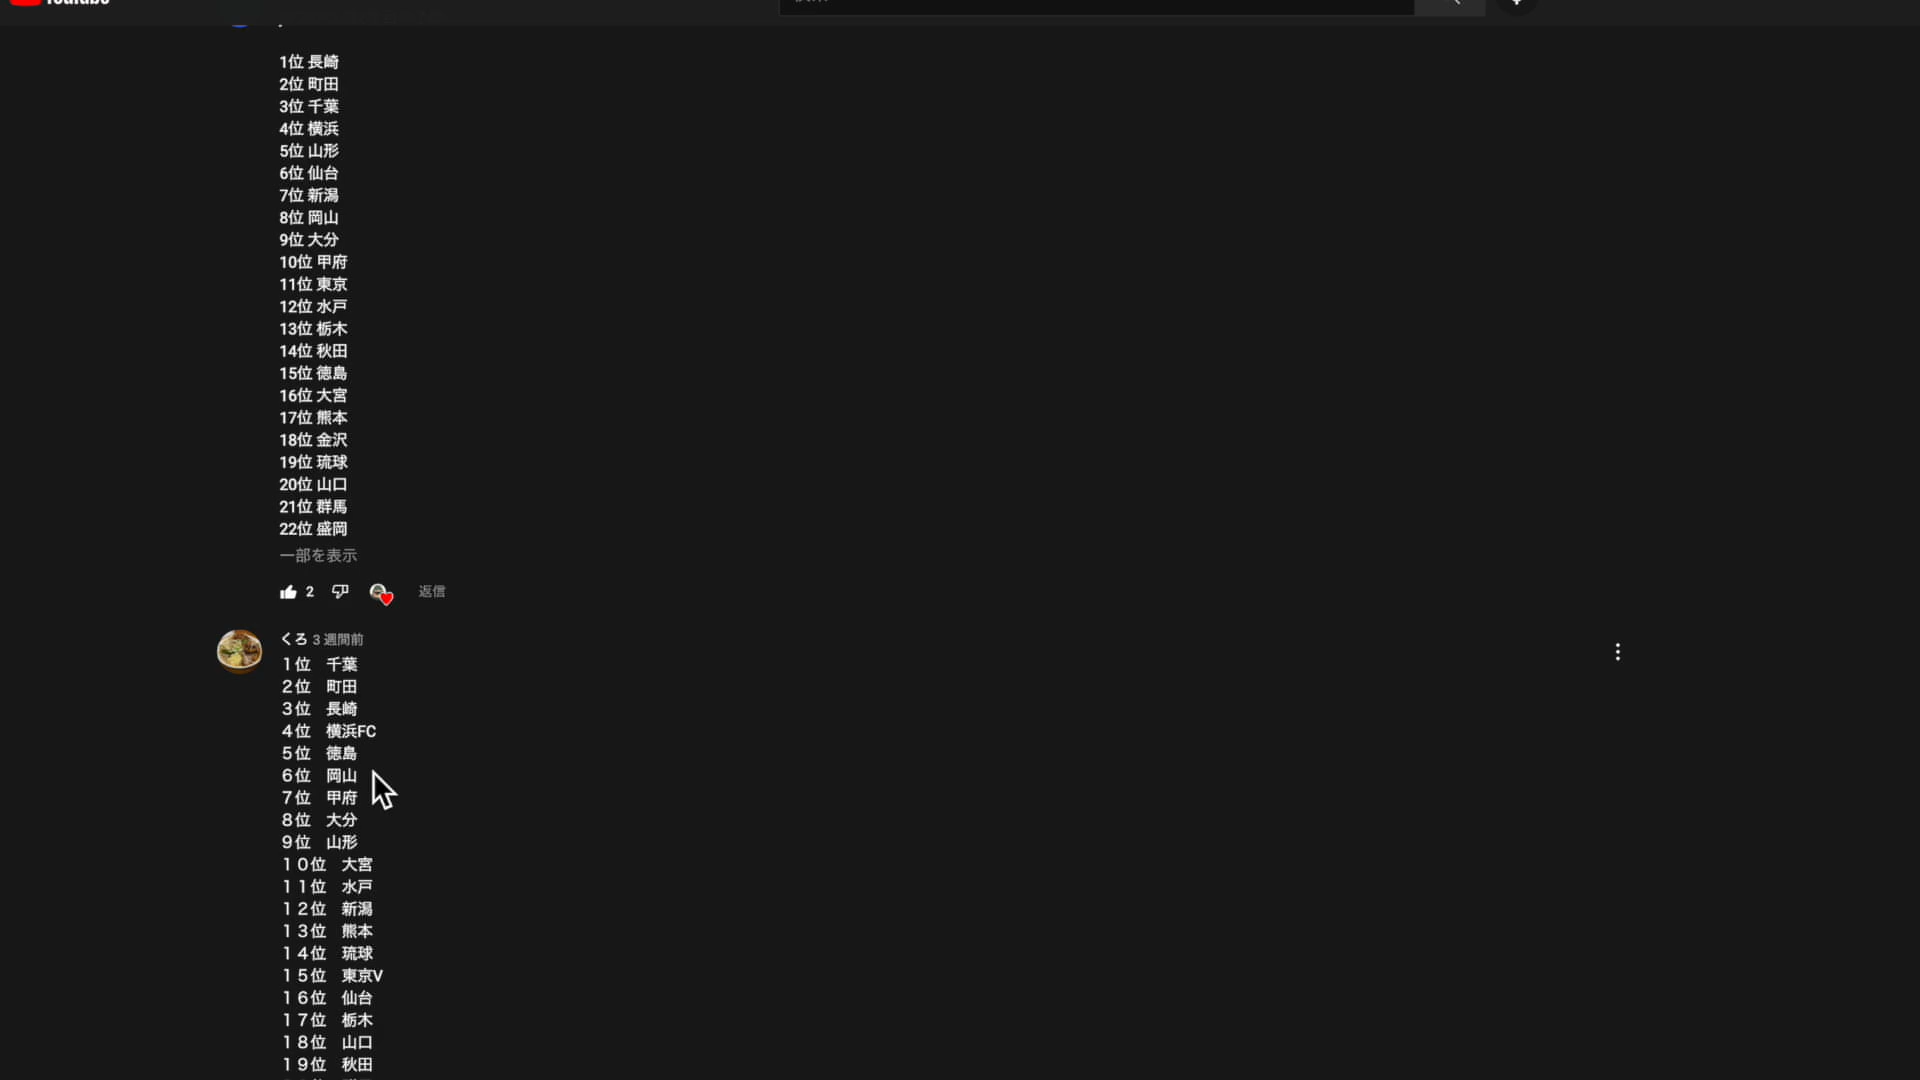 YouTube
1位 長崎
2位 町田
3位 千葉
4位 横浜
5位 山形
6位 仙台
7位 新潟
8位 岡山
9位 大分
10位 甲府
11位 東京
12位 水戸
13位 栃木
14位 秋田
15位 徳島
16位 大宮
17位 熊本
18位 金沢
19位 琉球
20位 山口
21位 群馬
22位 盛岡
一部を表示
2 返信
くろ 3 週間前
１位　千葉
２位　町田
３位　長崎
４位　横浜FC
５位　徳島
６位　岡山
７位　甲府
８位　大分
９位　山形
１０位　大宮
１１位　水戸
１２位　新潟
１３位　熊本
１４位　琉球
１５位　東京V
１６位　仙台
１７位　栃木
１８位　山口
１９位　秋田